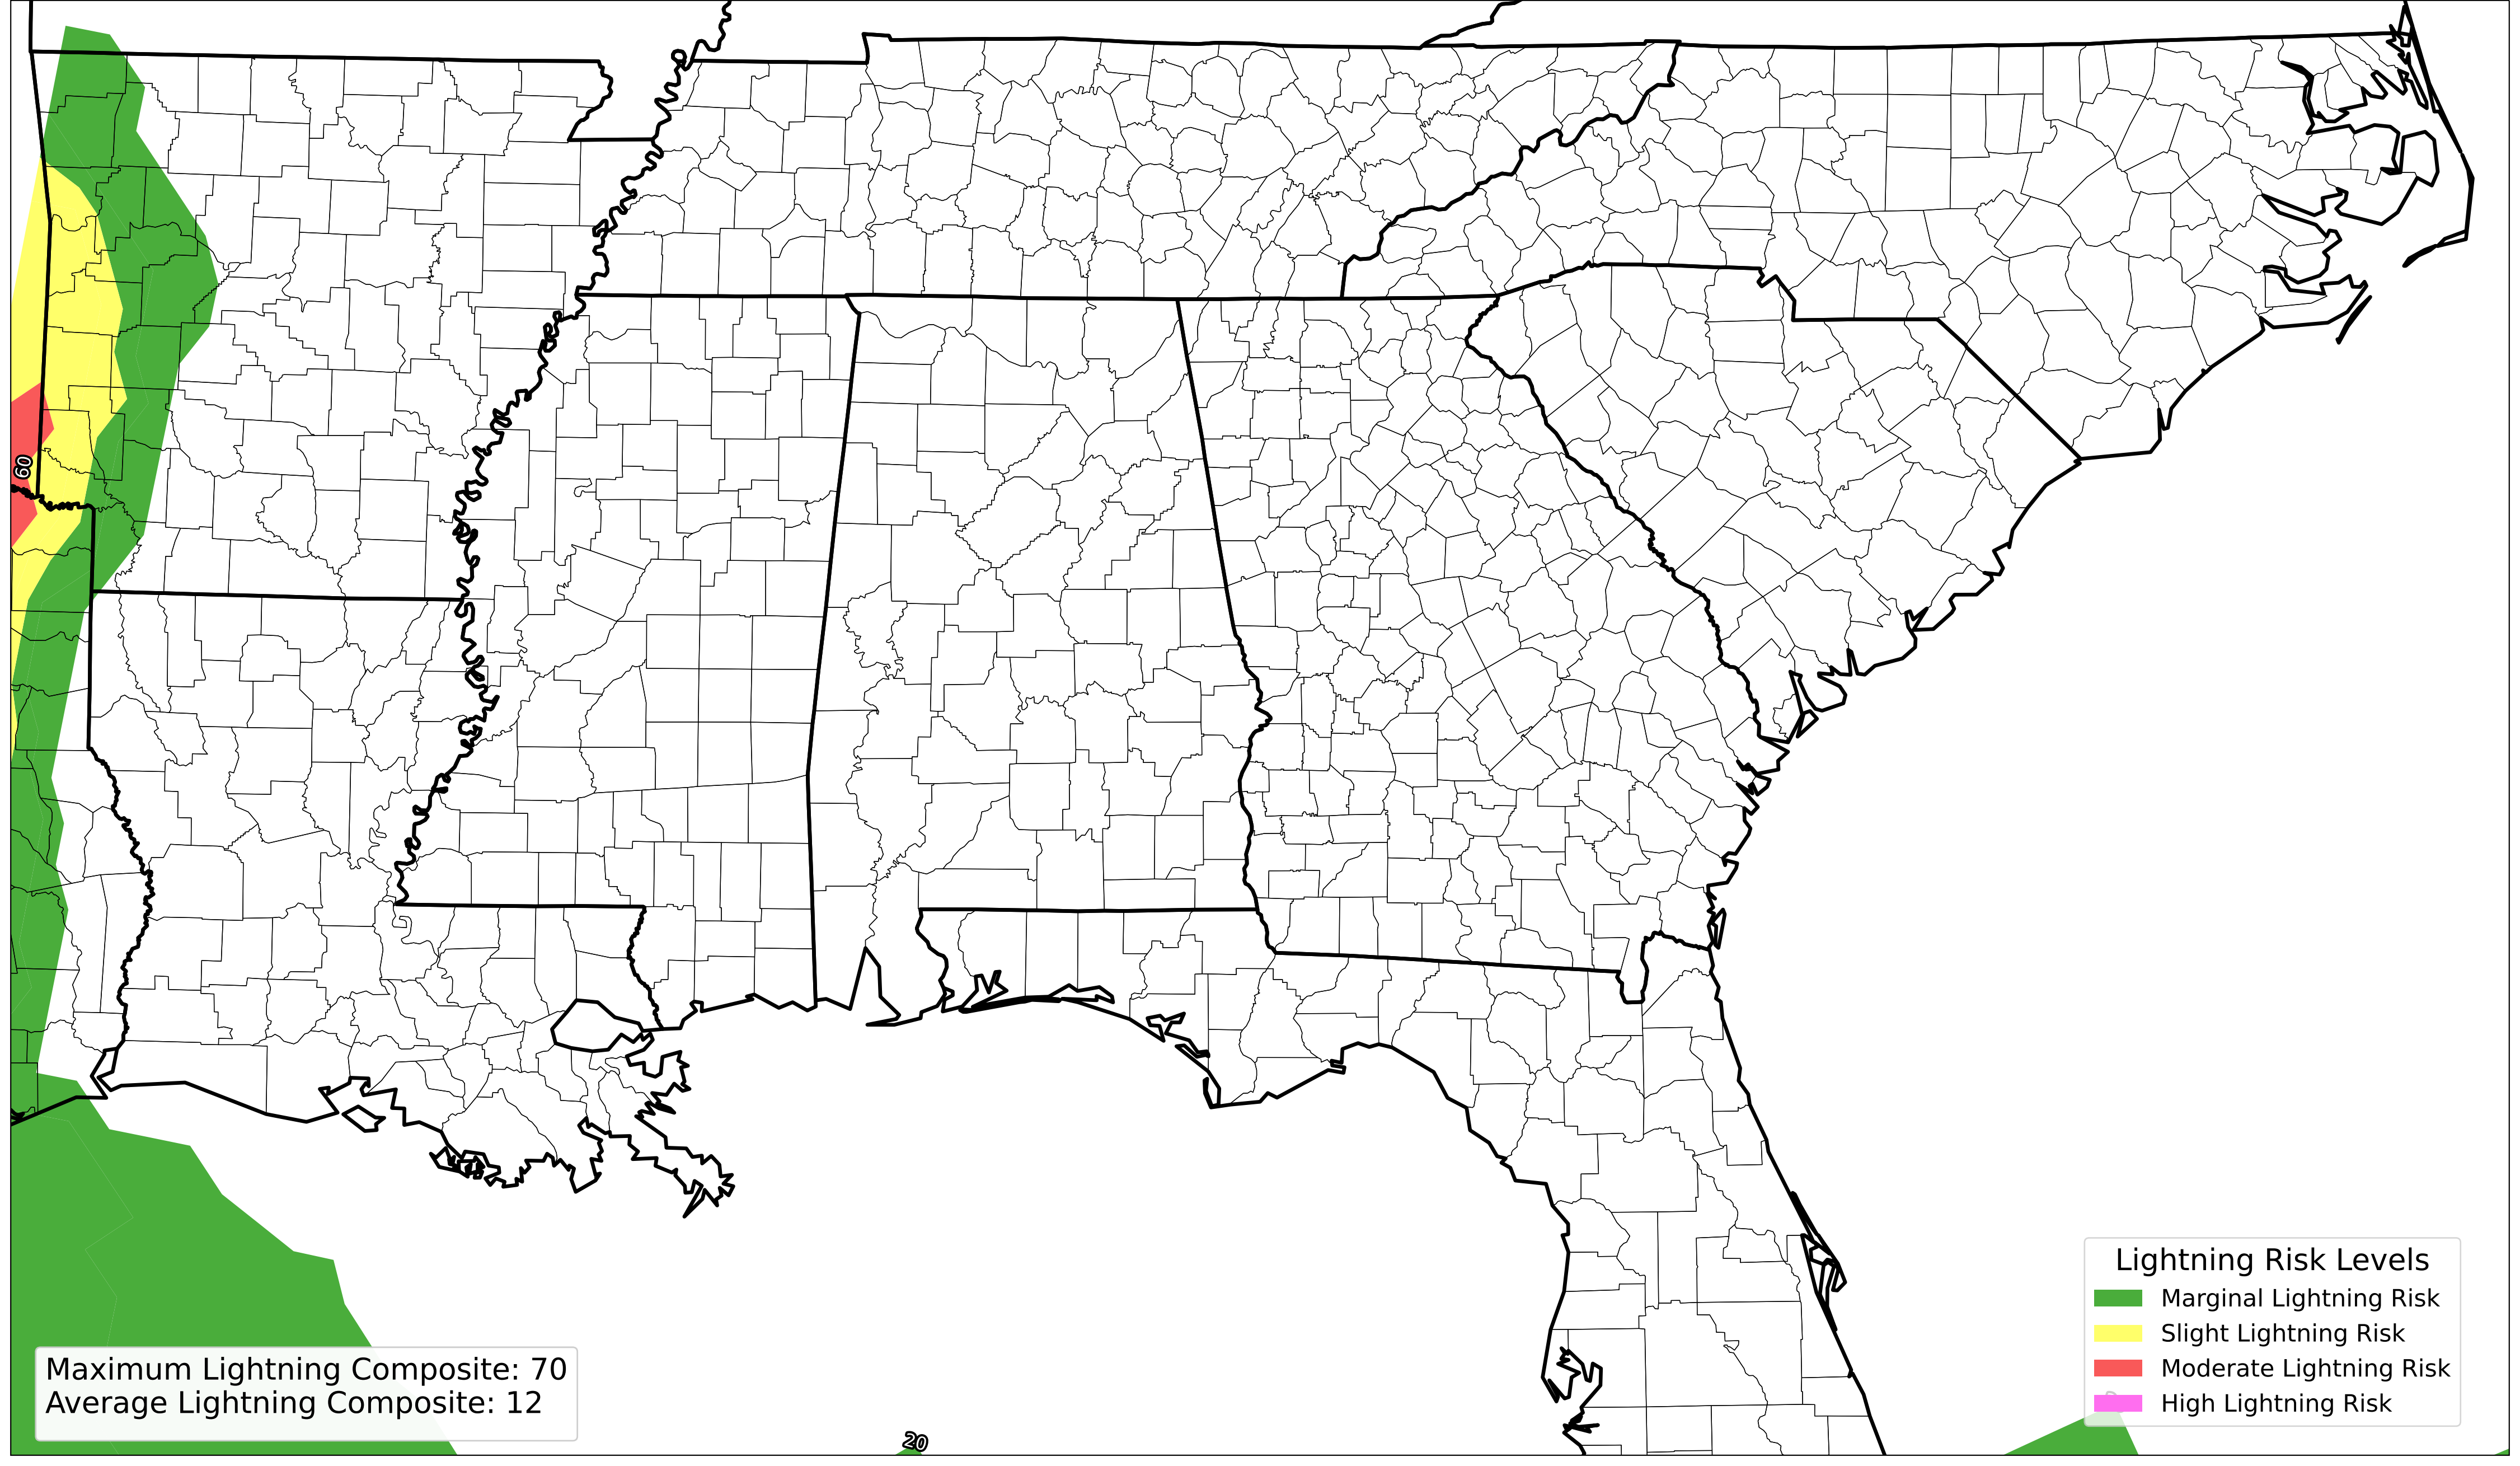 60
Lightning Risk Levels
Marginal Lightning Risk
Slight Lightning Risk
Moderate Lightning Risk
High Lightning Risk
Maximum Lightning Composite: 70
Average Lightning Composite: 12
20